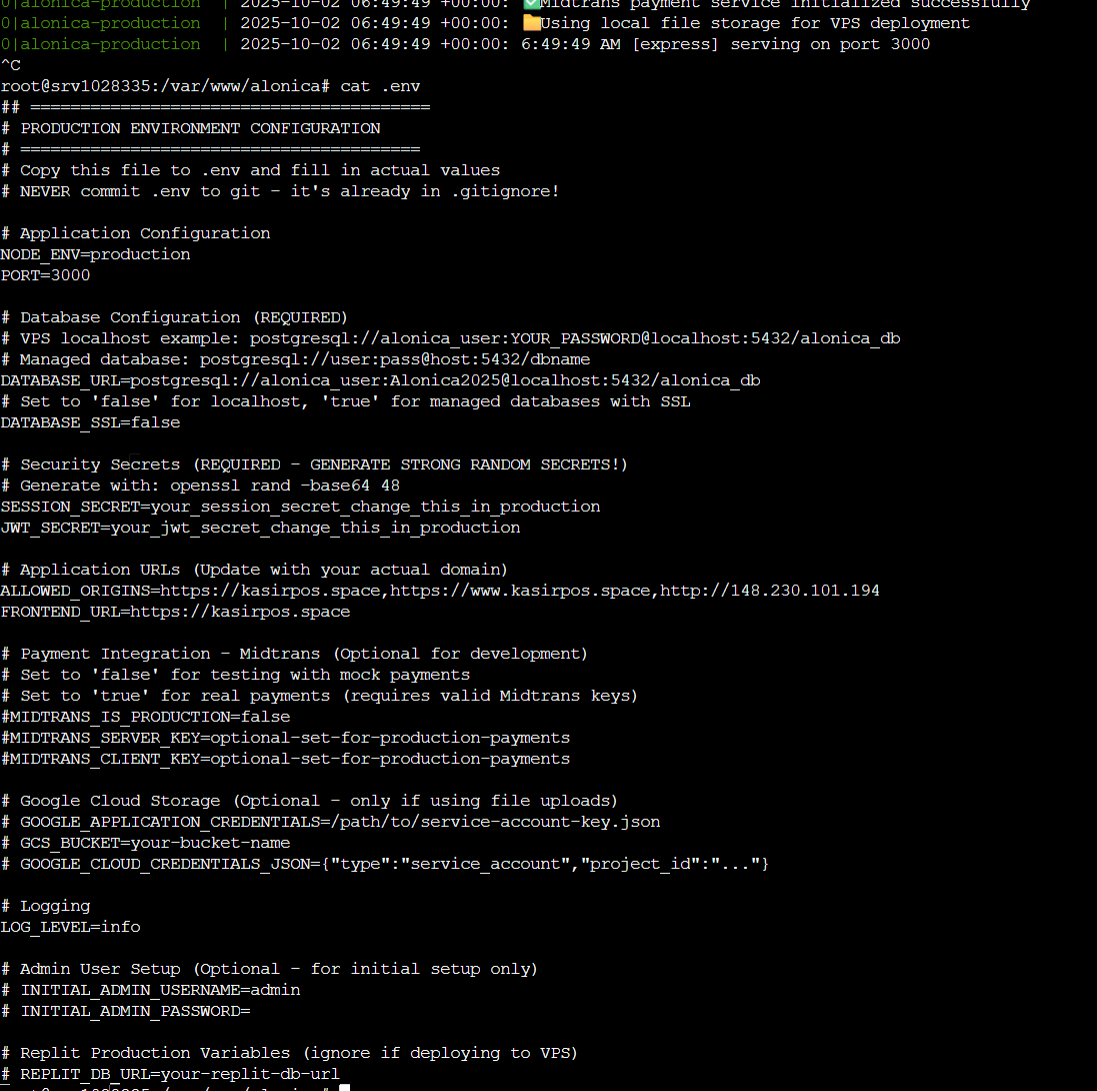 0|alonica-production  | 2025-10-02 06:49:49 +00:00: ✅Midtrans payment service initialized successfully
0|alonica-production  | 2025-10-02 06:49:49 +00:00: 📁Using local file storage for VPS deployment
0|alonica-production  | 2025-10-02 06:49:49 +00:00: 6:49:49 AM [express] serving on port 3000
^C
root@srv1028335:/var/www/alonica# cat .env
## ========================================
# PRODUCTION ENVIRONMENT CONFIGURATION
# ========================================
# Copy this file to .env and fill in actual values
# NEVER commit .env to git - it's already in .gitignore!
# Application Configuration
NODE_ENV=production
PORT=3000
# Database Configuration (REQUIRED)
# VPS localhost example: postgresql://alonica_user:YOUR_PASSWORD@localhost:5432/alonica_db
# Managed database: postgresql://user:pass@host:5432/dbname
DATABASE_URL=postgresql://alonica_user:Alonica2025@localhost:5432/alonica_db
# Set to 'false' for localhost, 'true' for managed databases with SSL
DATABASE_SSL=false
# Security Secrets (REQUIRED - GENERATE STRONG RANDOM SECRETS!)
# Generate with: openssl rand -base64 48
SESSION_SECRET=your_session_secret_change_this_in_production
JWT_SECRET=your_jwt_secret_change_this_in_production
# Application URLs (Update with your actual domain)
ALLOWED_ORIGINS=https://kasirpos.space,https://www.kasirpos.space,http://148.230.101.194
FRONTEND_URL=https://kasirpos.space
# Payment Integration - Midtrans (Optional for development)
# Set to 'false' for testing with mock payments
# Set to 'true' for real payments (requires valid Midtrans keys)
#MIDTRANS_IS_PRODUCTION=false
#MIDTRANS_SERVER_KEY=optional-set-for-production-payments
#MIDTRANS_CLIENT_KEY=optional-set-for-production-payments
# Google Cloud Storage (Optional - only if using file uploads)
# GOOGLE_APPLICATION_CREDENTIALS=/path/to/service-account-key.json
# GCS_BUCKET=your-bucket-name
# GOOGLE_CLOUD_CREDENTIALS_JSON={"type":"service_account","project_id":"..."}
# Logging
LOG_LEVEL=info
# Admin User Setup (Optional - for initial setup only)
# INITIAL_ADMIN_USERNAME=admin
# INITIAL_ADMIN_PASSWORD=
# Replit Production Variables (ignore if deploying to VPS)
# REPLIT_DB_URL=your-replit-db-url